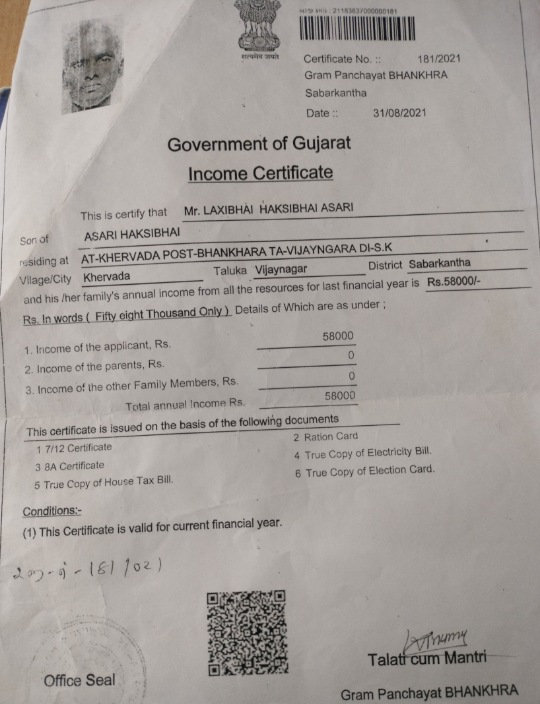 सत्यमेव जयते
21183637000000181
Certificate No. :: 181/2021
Gram Panchayat BHANKHRA
Sabarkantha
Date :: 31/08/2021
Government of Gujarat
Income Certificate
This is certify that Mr. LAXIBHAI HAKSIBHAI ASARI
Son of ASARI HAKSIBHAI
residing at AT-KHERVADA POST-BHANKHARA TA-VIJAYNGARA DI-S.K
Vilage/City Khervada Taluka Vijaynagar District Sabarkantha
and his /her family's annual income from all the resources for last financial year is Rs.58000/-
Rs. In words ( Fifty eight Thousand Only ) Details of Which are as under ;
1. Income of the applicant, Rs. 58000
2. Income of the parents, Rs. 0
3. Income of the other Family Members, Rs. 0
Total annual Income Rs. 58000
This certificate is issued on the basis of the following documents
1 7/12 Certificate 2 Ration Card
3 8A Certificate 4 True Copy of Electricity Bill.
5 True Copy of House Tax Bill. 6 True Copy of Election Card.
Conditions:-
(1) This Certificate is valid for current financial year.
Office Seal
Talati cum Mantri
Gram Panchayat BHANKHRA